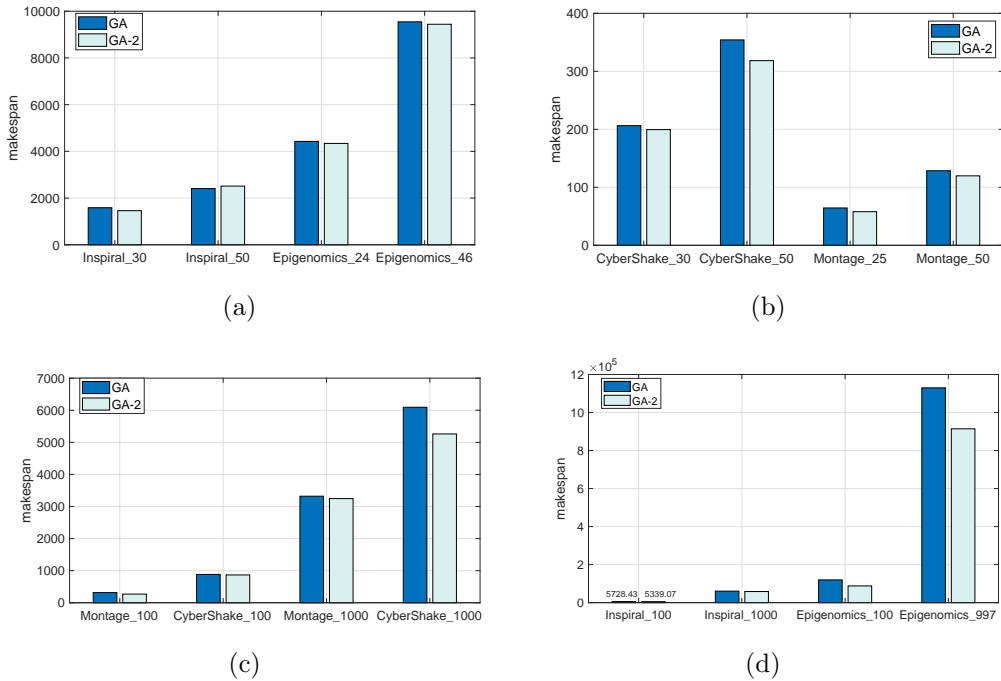 10000
8000
6000
4000
2000
0
makespan
GA
GA-2
Inspiral_30 Inspiral_50 Epigenomics_24 Epigenomics_46
(a)
400
300
200
100
0
makespan
GA
GA-2
CyberShake_30 CyberShake_50 Montage_25 Montage_50
(b)
7000
6000
5000
4000
3000
2000
1000
0
makespan
GA
GA-2
Montage_100 CyberShake_100 Montage_1000 CyberShake_1000
(c)
×10^5
12
10
8
6
4
2
0
makespan
GA
GA-2
5728.43 5339.07
Inspiral_100 Inspiral_1000 Epigenomics_100 Epigenomics_997
(d)